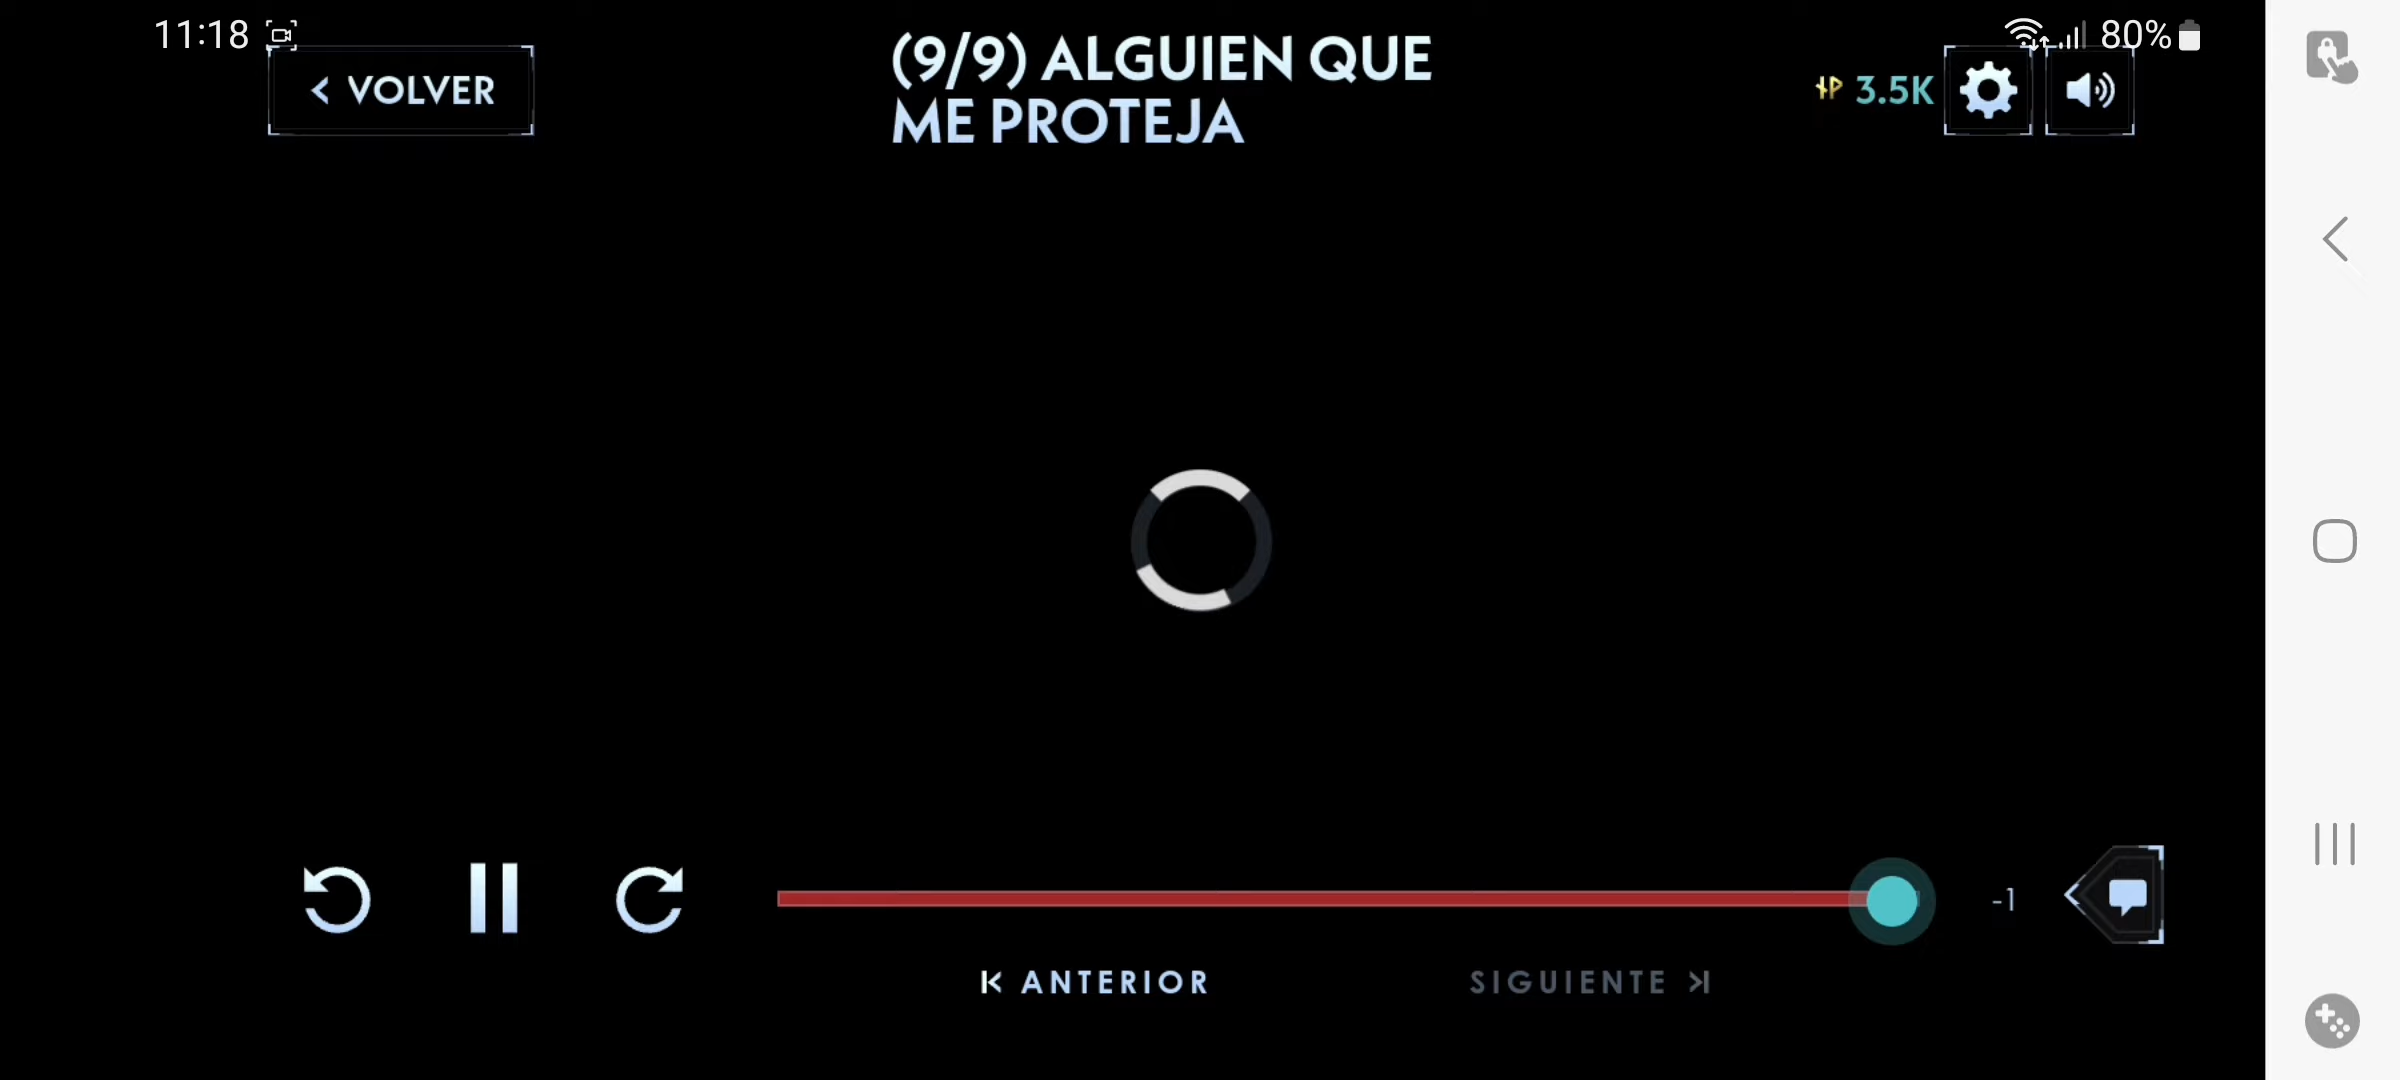 11:18
80%
< VOLVER
(9/9) ALGUIEN QUE
ME PROTEJA
3.5K
-1
ANTERIOR
SIGUIENTE